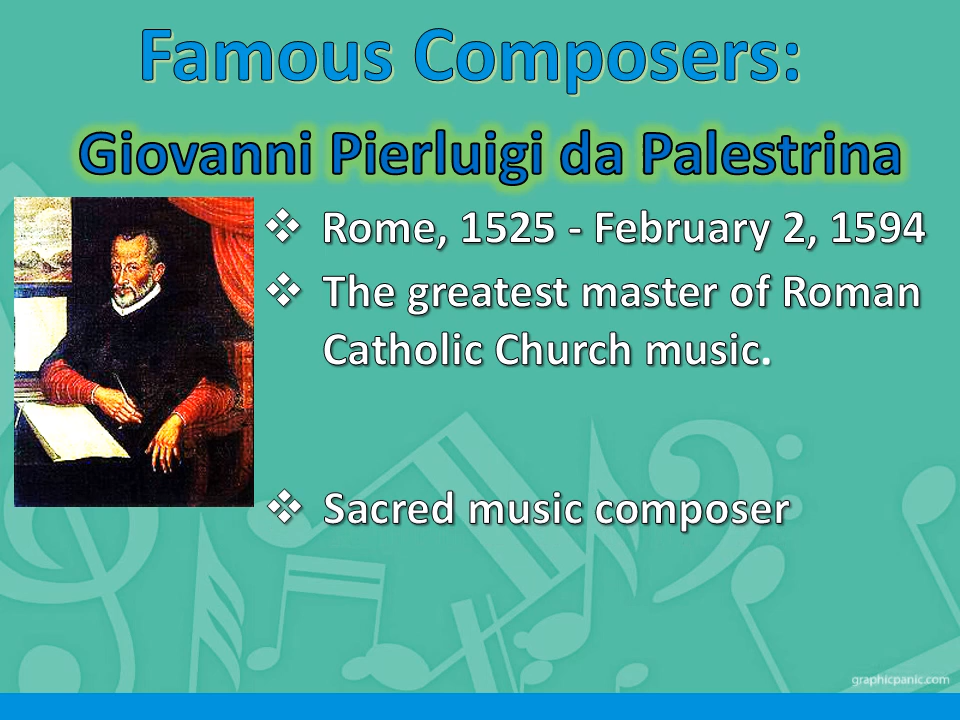 Famous Composers:
Giovanni Pierluigi da Palestrina
❖ Rome, 1525 - February 2, 1594
❖ The greatest master of Roman
Catholic Church music.
❖ Sacred music composer
graphicpanic.com